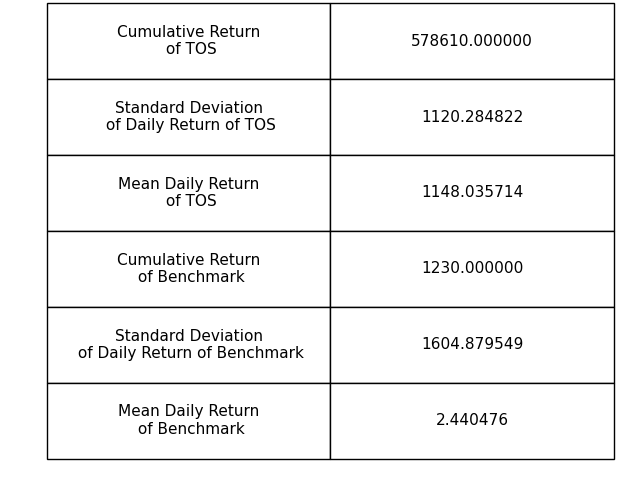 Cumulative Return
of TOS
578610.000000
Standard Deviation
of Daily Return of TOS
1120.284822
Mean Daily Return
of TOS
1148.035714
Cumulative Return
of Benchmark
1230.000000
Standard Deviation
of Daily Return of Benchmark
1604.879549
Mean Daily Return
of Benchmark
2.440476